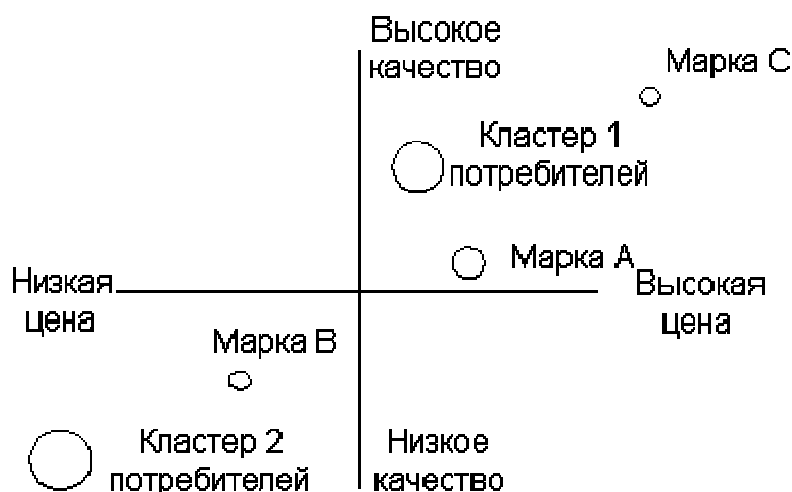 Высокое
качество
Марка С
Кластер 1
потребителей
Марка А
Низкая
цена
Высокая
цена
Марка В
Кластер 2
потребителей
Низкое
качество